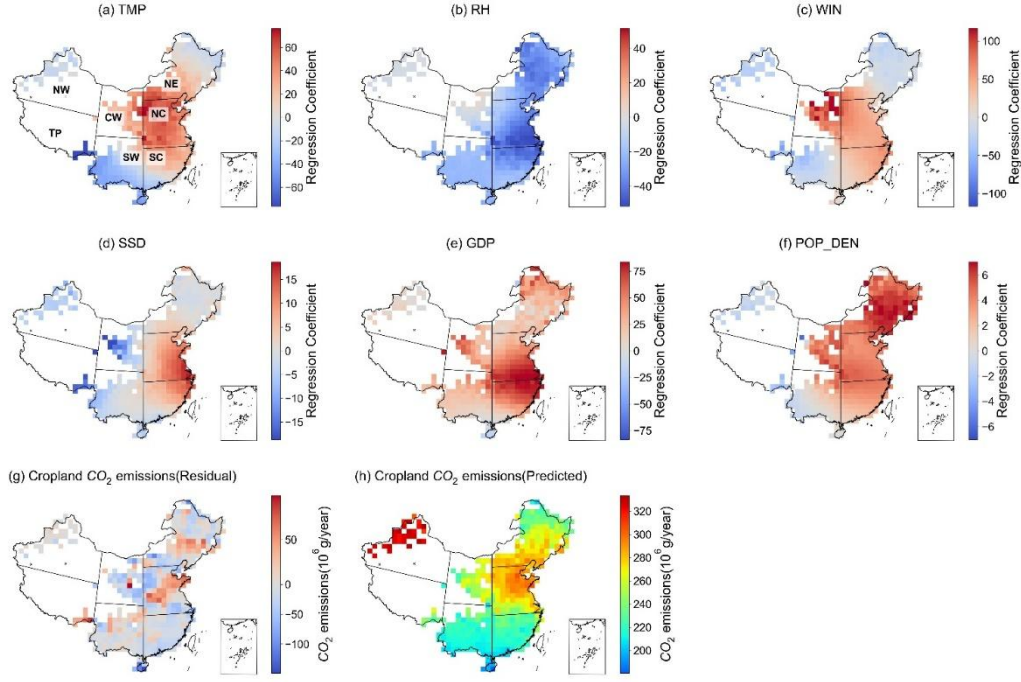 (a) TMP
NW
NE
CW
NC
TP
SW
SC
60
40
20
0
-20
-40
-60
Regression Coefficient
(b) RH
40
20
0
-20
-40
Regression Coefficient
(c) WIN
100
50
0
-50
-100
Regression Coefficient
(d) SSD
15
10
5
0
-5
-10
-15
Regression Coefficient
(e) GDP
75
50
25
0
-25
-50
-75
Regression Coefficient
(f) POP_DEN
6
4
2
0
-2
-4
-6
Regression Coefficient
(g) Cropland CO₂ emissions(Residual)
50
0
-50
-100
CO₂ emissions(10⁶ g/year)
(h) Cropland CO₂ emissions(Predicted)
320
300
280
260
240
220
200
CO₂ emissions(10⁶ g/year)